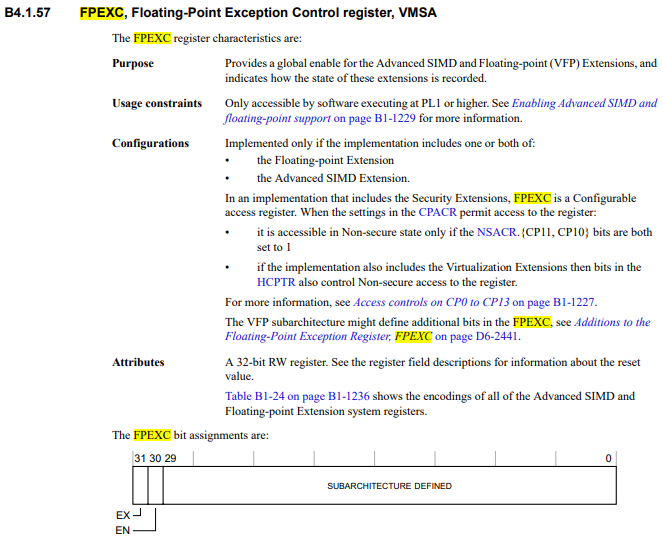 B4.1.57 FPEXC, Floating-Point Exception Control register, VMSA
The FPEXC register characteristics are:
Purpose Provides a global enable for the Advanced SIMD and Floating-point (VFP) Extensions, and
indicates how the state of these extensions is recorded.
Usage constraints Only accessible by software executing at PL1 or higher. See Enabling Advanced SIMD and
floating-point support on page B1-1229 for more information.
Configurations Implemented only if the implementation includes one or both of:
• the Floating-point Extension
• the Advanced SIMD Extension.
In an implementation that includes the Security Extensions, FPEXC is a Configurable
access register. When the settings in the CPACR permit access to the register:
• it is accessible in Non-secure state only if the NSACR.{CP11, CP10} bits are both
set to 1
• if the implementation also includes the Virtualization Extensions then bits in the
HCPTR also control Non-secure access to the register.
For more information, see Access controls on CP0 to CP13 on page B1-1227.
The VFP subarchitecture might define additional bits in the FPEXC, see Additions to the
Floating-Point Exception Register, FPEXC on page D6-2441.
Attributes A 32-bit RW register. See the register field descriptions for information about the reset
value.
Table B1-24 on page B1-1236 shows the encodings of all of the Advanced SIMD and
Floating-point Extension system registers.
The FPEXC bit assignments are:
31 30 29 0
SUBARCHITECTURE DEFINED
EX
EN